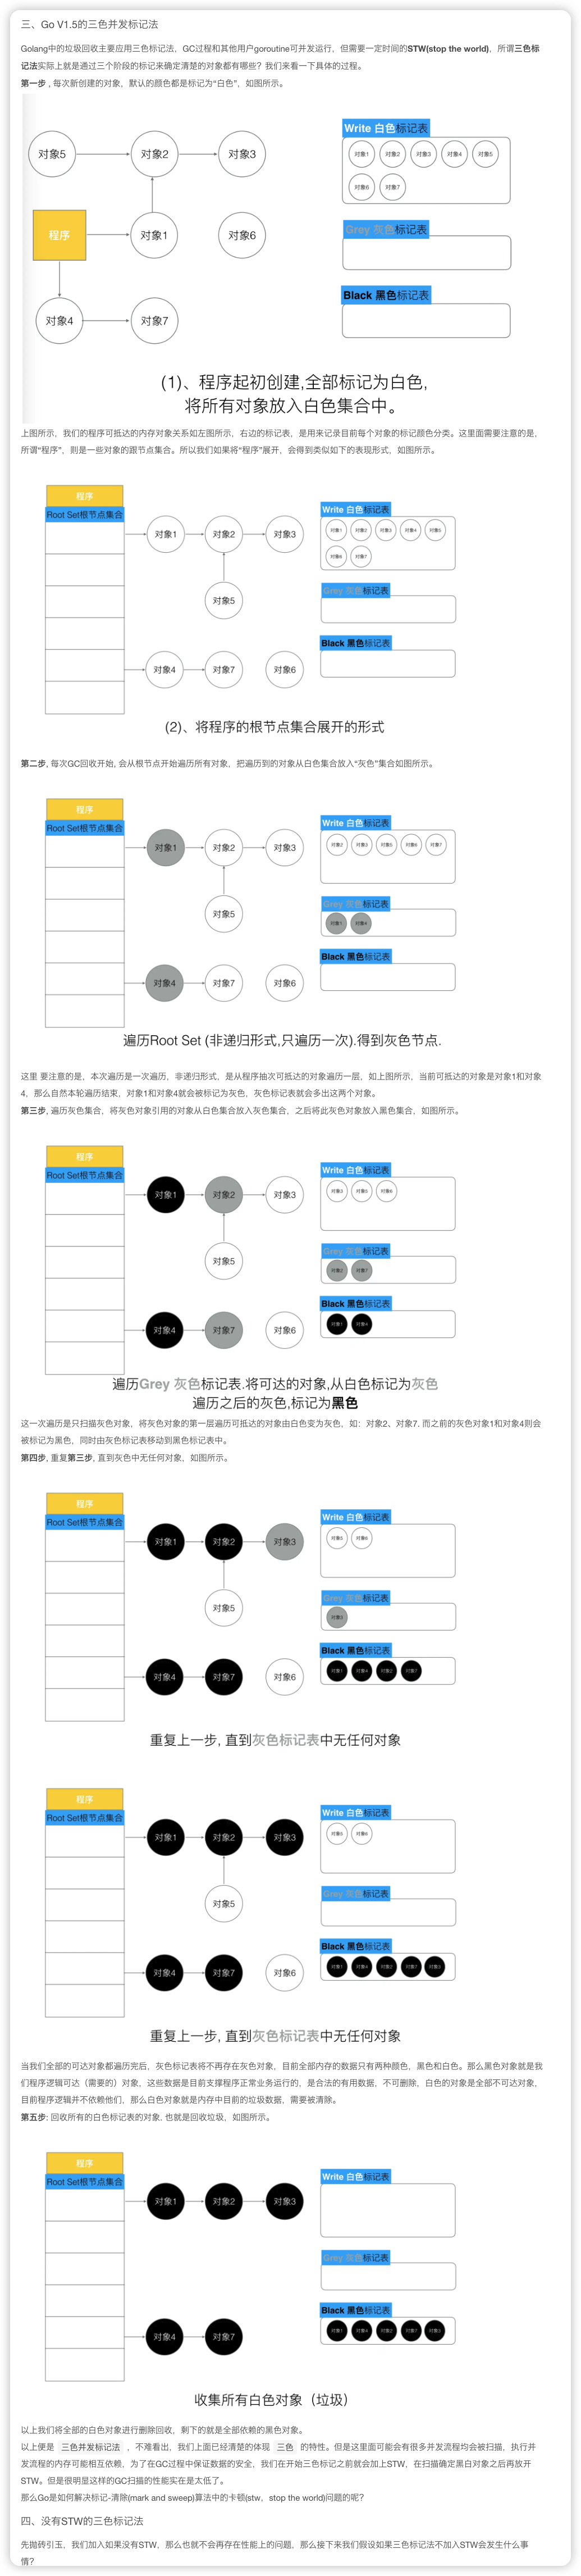 三、Go V1.5的三色并发标记法
Golang中的垃圾回收主要应用三色标记法，GC过程和其他用户goroutine可并发运行，但需要一定时间的STW(stop the world)，所谓三色标
记法实际上就是通过三个阶段的标记来确定清楚的对象都有哪些？我们来看一下具体的过程。
第一步 , 每次新创建的对象，默认的颜色都是标记为“白色”，如图所示。
对象5
对象2
对象3
程序
对象1
对象6
对象4
对象7
Write 白色标记表
对象1 对象2 对象3 对象4 对象5
对象6 对象7
Grey 灰色标记表
Black 黑色标记表
(1)、程序起初创建,全部标记为白色,
将所有对象放入白色集合中。
上图所示，我们的程序可抵达的内存对象关系如左图所示，右边的标记表，是用来记录目前每个对象的标记颜色分类。这里面需要注意的是，
所谓“程序”，则是一些对象的跟节点集合。所以我们如果将“程序”展开，会得到类似如下的表现形式，如图所示。
程序
Root Set根节点集合
对象1
对象2
对象3
对象5
对象4
对象7
对象6
Write 白色标记表
对象1 对象2 对象3 对象4 对象5
对象6 对象7
Grey 灰色标记表
Black 黑色标记表
(2)、将程序的根节点集合展开的形式
第二步, 每次GC回收开始, 会从根节点开始遍历所有对象，把遍历到的对象从白色集合放入“灰色”集合如图所示。
程序
Root Set根节点集合
对象1
对象2
对象3
对象5
对象4
对象7
对象6
Write 白色标记表
对象2 对象3 对象5 对象6 对象7
Grey 灰色标记表
对象1 对象4
Black 黑色标记表
遍历Root Set (非递归形式,只遍历一次).得到灰色节点.
这里 要注意的是，本次遍历是一次遍历，非递归形式，是从程序抽次可抵达的对象遍历一层，如上图所示，当前可抵达的对象是对象1和对象
4，那么自然本轮遍历结束，对象1和对象4就会被标记为灰色，灰色标记表就会多出这两个对象。
第三步, 遍历灰色集合，将灰色对象引用的对象从白色集合放入灰色集合，之后将此灰色对象放入黑色集合，如图所示。
程序
Root Set根节点集合
对象1
对象2
对象3
对象5
对象4
对象7
对象6
Write 白色标记表
对象3 对象5 对象6
Grey 灰色标记表
对象2 对象7
Black 黑色标记表
对象1 对象4
遍历Grey 灰色标记表.将可达的对象,从白色标记为灰色
遍历之后的灰色,标记为黑色
这一次遍历是只扫描灰色对象，将灰色对象的第一层遍历可抵达的对象由白色变为灰色，如：对象2、对象7. 而之前的灰色对象1和对象4则会
被标记为黑色，同时由灰色标记表移动到黑色标记表中。
第四步, 重复第三步, 直到灰色中无任何对象，如图所示。
程序
Root Set根节点集合
对象1
对象2
对象3
对象5
对象4
对象7
对象6
Write 白色标记表
对象5 对象6
Grey 灰色标记表
对象3
Black 黑色标记表
对象1 对象4 对象2 对象7
重复上一步, 直到灰色标记表中无任何对象
程序
Root Set根节点集合
对象1
对象2
对象3
对象5
对象4
对象7
对象6
Write 白色标记表
对象5 对象6
Grey 灰色标记表
Black 黑色标记表
对象1 对象4 对象2 对象7 对象3
重复上一步, 直到灰色标记表中无任何对象
当我们全部的可达对象都遍历完后，灰色标记表将不再存在灰色对象，目前全部内存的数据只有两种颜色，黑色和白色。那么黑色对象就是我
们程序逻辑可达（需要的）对象，这些数据是目前支撑程序正常业务运行的，是合法的有用数据，不可删除，白色的对象是全部不可达对象，
目前程序逻辑并不依赖他们，那么白色对象就是内存中目前的垃圾数据，需要被清除。
第五步: 回收所有的白色标记表的对象. 也就是回收垃圾，如图所示。
程序
Root Set根节点集合
对象1
对象2
对象3
对象4
对象7
Write 白色标记表
Grey 灰色标记表
Black 黑色标记表
对象1 对象4 对象2 对象7 对象3
收集所有白色对象（垃圾）
以上我们将全部的白色对象进行删除回收，剩下的就是全部依赖的黑色对象。
以上便是 三色并发标记法 ，不难看出，我们上面已经清楚的体现 三色 的特性。但是这里面可能会有很多并发流程均会被扫描，执行并
发流程的内存可能相互依赖，为了在GC过程中保证数据的安全，我们在开始三色标记之前就会加上STW，在扫描确定黑白对象之后再放开
STW。但是很明显这样的GC扫描的性能实在是太低了。
那么Go是如何解决标记-清除(mark and sweep)算法中的卡顿(stw，stop the world)问题的呢？
四、没有STW的三色标记法
先抛砖引玉，我们加入如果没有STW，那么也就不会再存在性能上的问题，那么接下来我们假设如果三色标记法不加入STW会发生什么事
情？